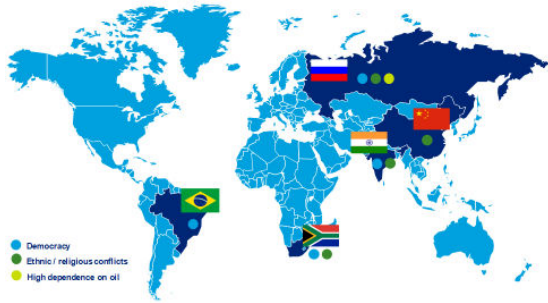 Democracy
Ethnic / religious conflicts
High dependence on oil